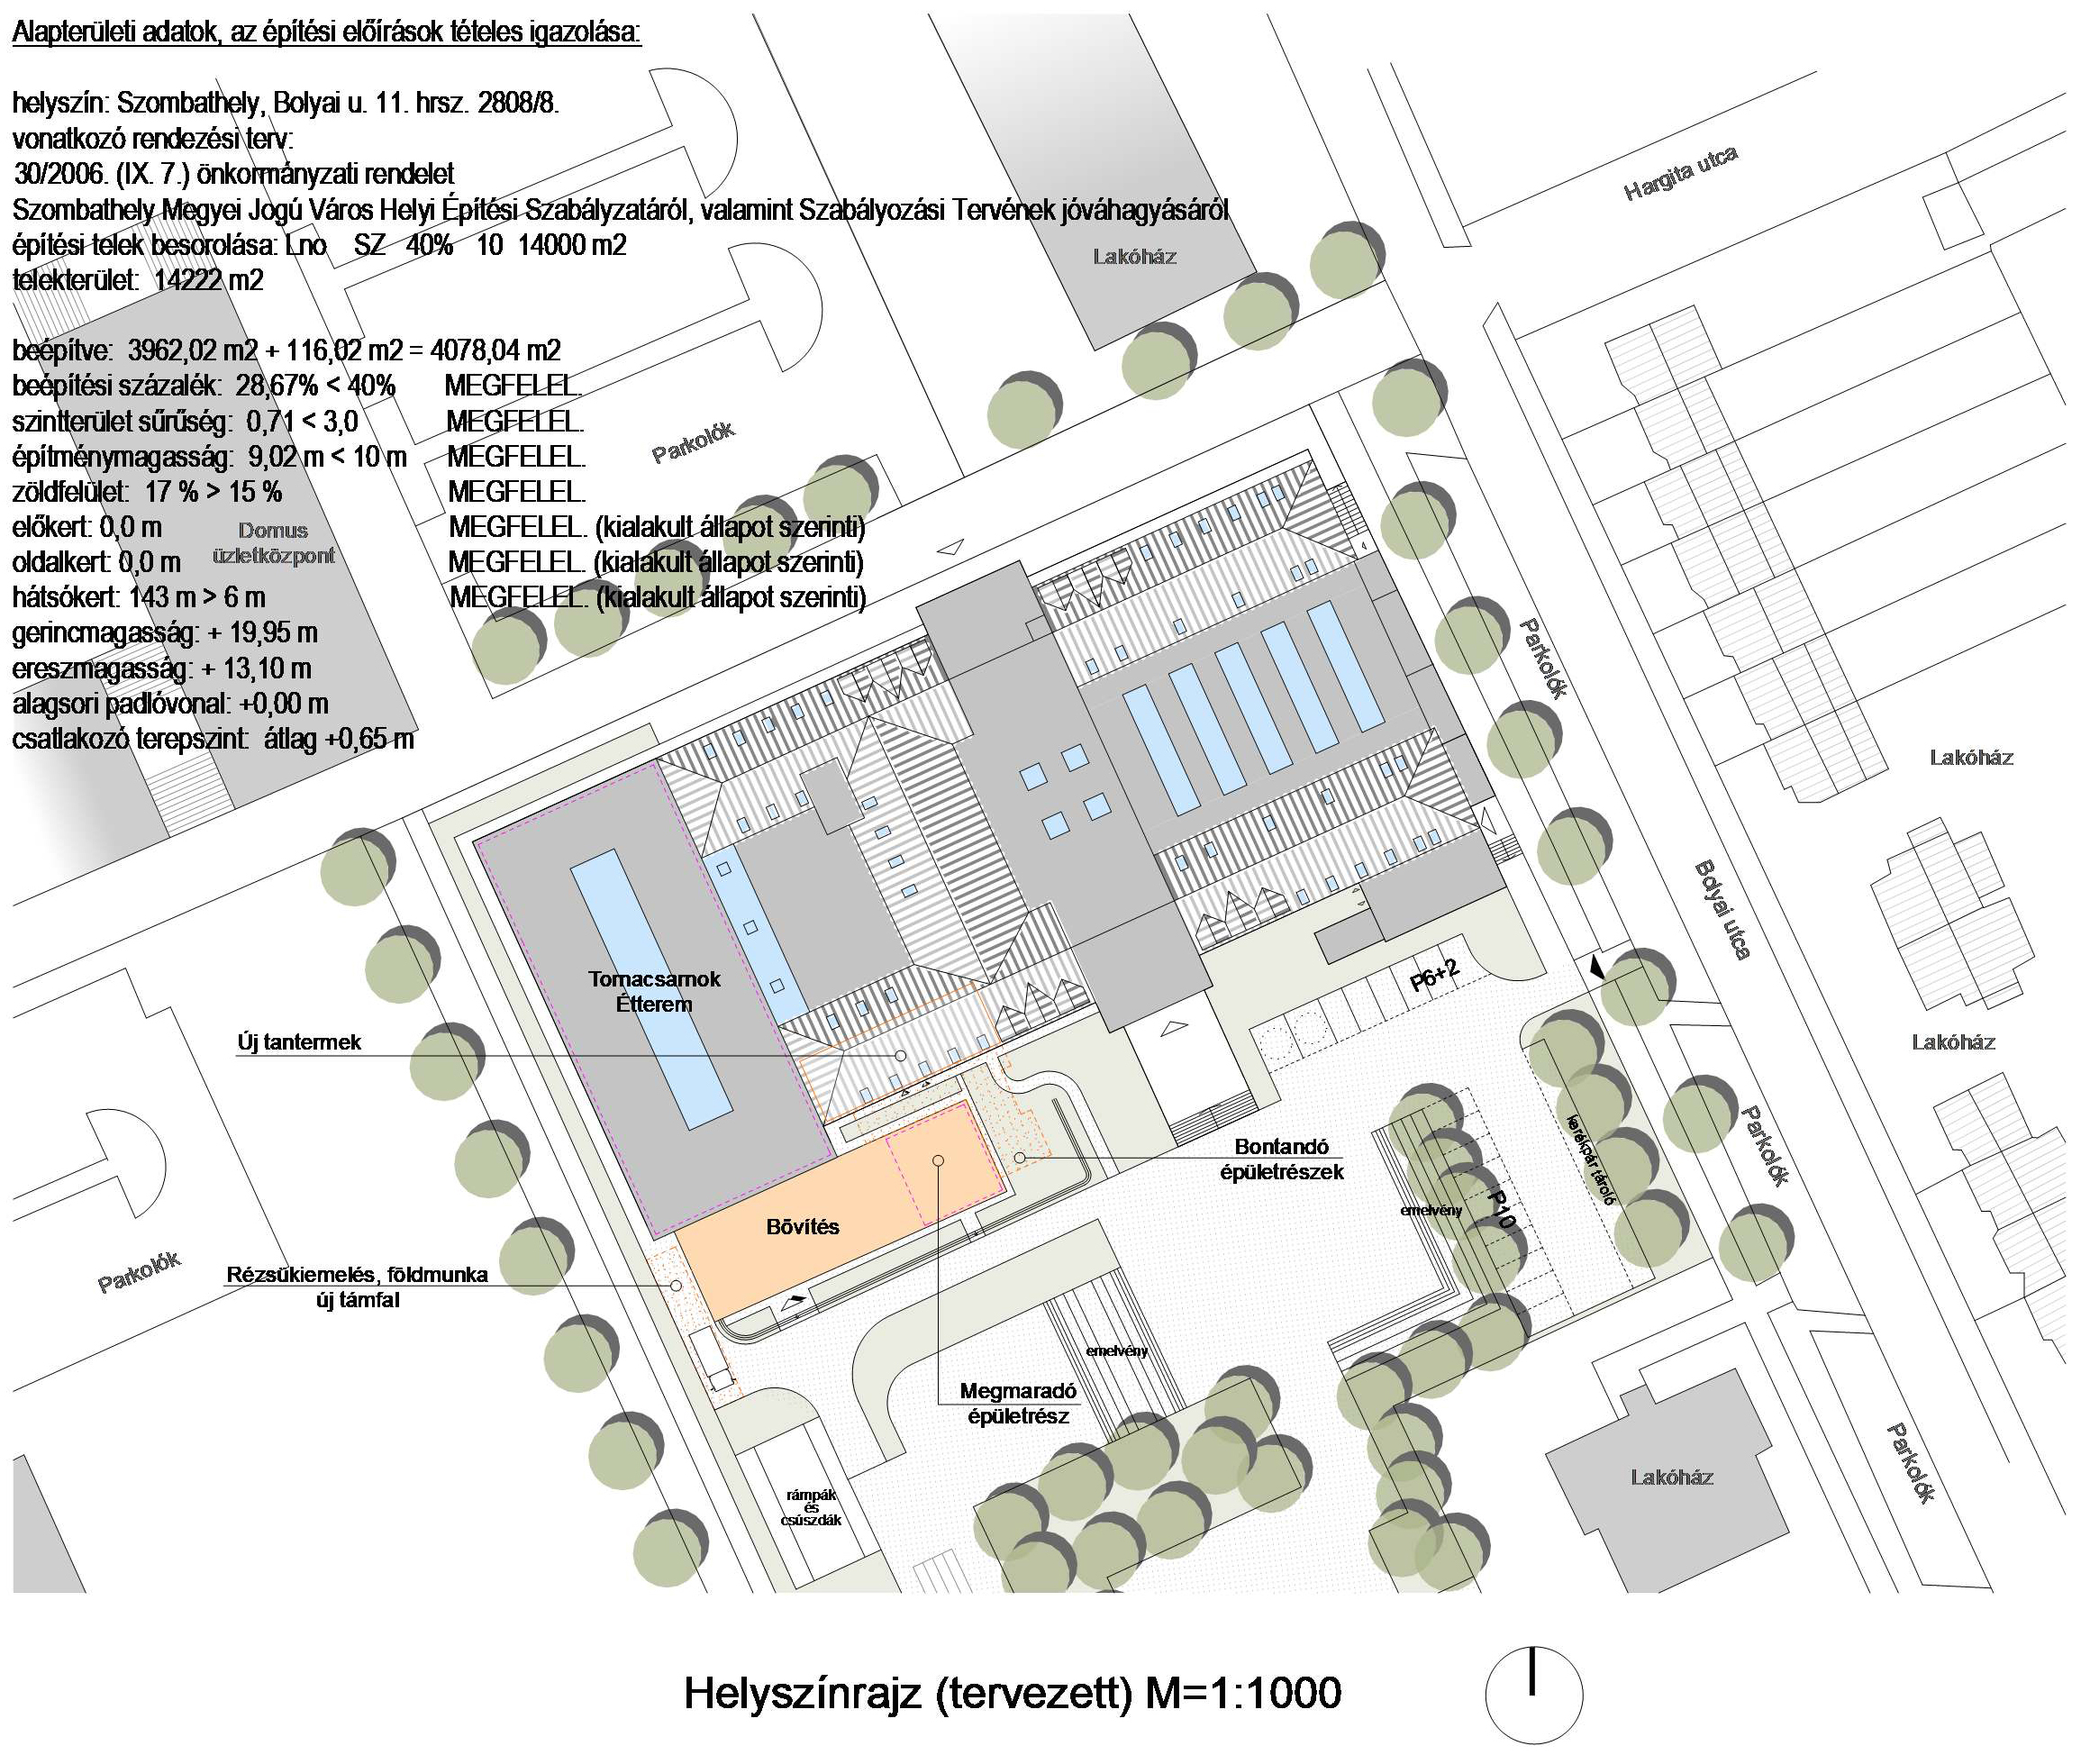 Alapterületi adatok, az építési előírások tételes igazolása:
helyszín: Szombathely, Bolyai u. 11. hrsz. 2808/8.
vonatkozó rendezési terv:
30/2006. (IX. 7.) önkormányzati rendelet
Szombathely Megyei Jogú Város Helyi Építési Szabályzatáról, valamint Szabályozási Tervének jóváhagyásáról
építési telek besorolása: Lno SZ 40% 10 14000 m2
telekterület: 14222 m2
beépítve: 3962,02 m2 + 116,02 m2 = 4078,04 m2
beépítési százalék: 28,67% < 40% MEGFELEL.
szintterület sűrűség: 0,71 < 3,0 MEGFELEL.
építménymagasság: 9,02 m < 10 m MEGFELEL.
zöldfelület: 17 % > 15 % MEGFELEL.
előkert: 0,0 m MEGFELEL. (kialakult állapot szerinti)
oldalkert: 0,0 m MEGFELEL. (kialakult állapot szerinti)
hátsókert: 143 m > 6 m MEGFELEL. (kialakult állapot szerinti)
gerincmagasság: + 19,95 m
ereszmagasság: + 13,10 m
alagsori padlóvonal: +0,00 m
csatlakozó terepszint: átlag +0,65 m
Domus
üzletközpont
Parkolók
Lakóház
Hargita utca
Parkolók
Lakóház
Bolyai utca
Lakóház
Tornacsarnok
Étterem
P6+2
Új tantermek
Bontandó
épületrészek
kerékpár tároló
Parkolók
emelvény
P10
Bővítés
Parkolók
Rézsűkiemelés, földmunka
új támfal
emelvény
Megmaradó
épületrész
Lakóház
Parkolók
rámpák
és
csúszdák
Helyszínrajz (tervezett) M=1:1000